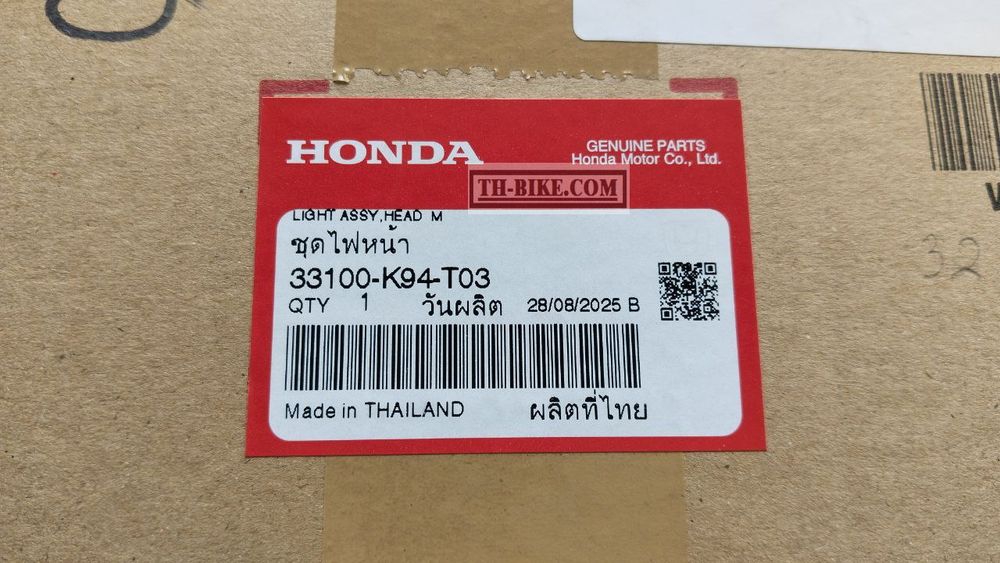 HONDA
GENUINE PARTS
Honda Motor Co., Ltd.
TH-BIKE.COM
LIGHT ASSY,HEAD M
ชุดไฟหน้า
33100-K94-T03
QTY 1 วันผลิต 28/08/2025 B
Made in THAILAND ผลิตที่ไทย
32